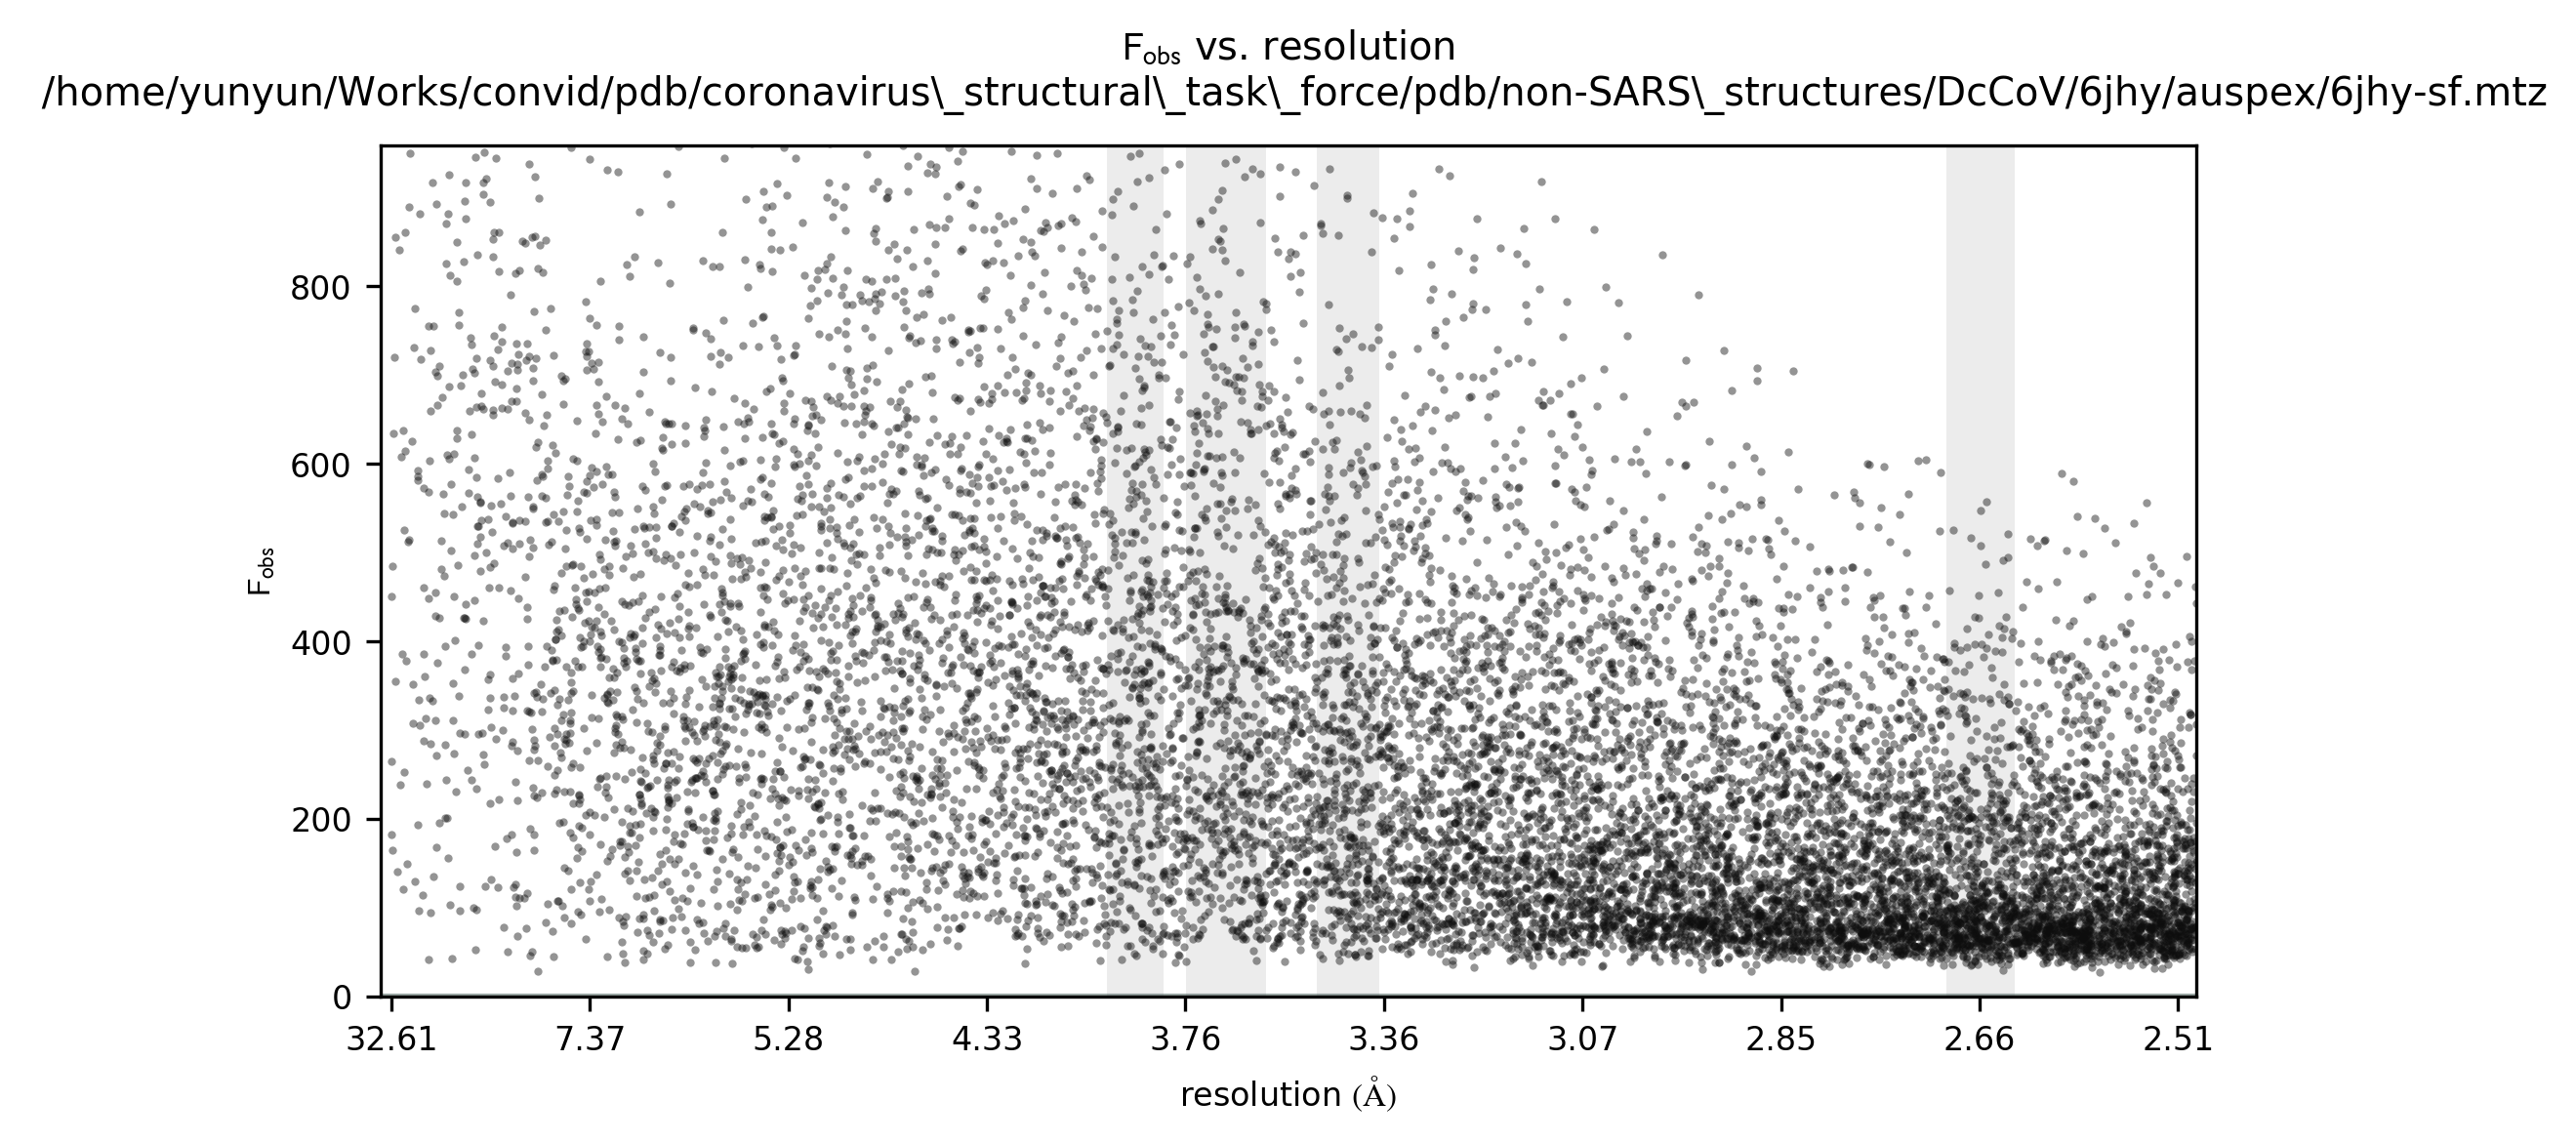 F_obs vs. resolution
/home/yunyun/Works/convid/pdb/coronavirus\_structural\_task\_force/pdb/non-SARS\_structures/DcCoV/6jhy/auspex/6jhy-sf.mtz
800
600
400
200
0
F_obs
32.61 7.37 5.28 4.33 3.76 3.36 3.07 2.85 2.66 2.51
resolution (Å)